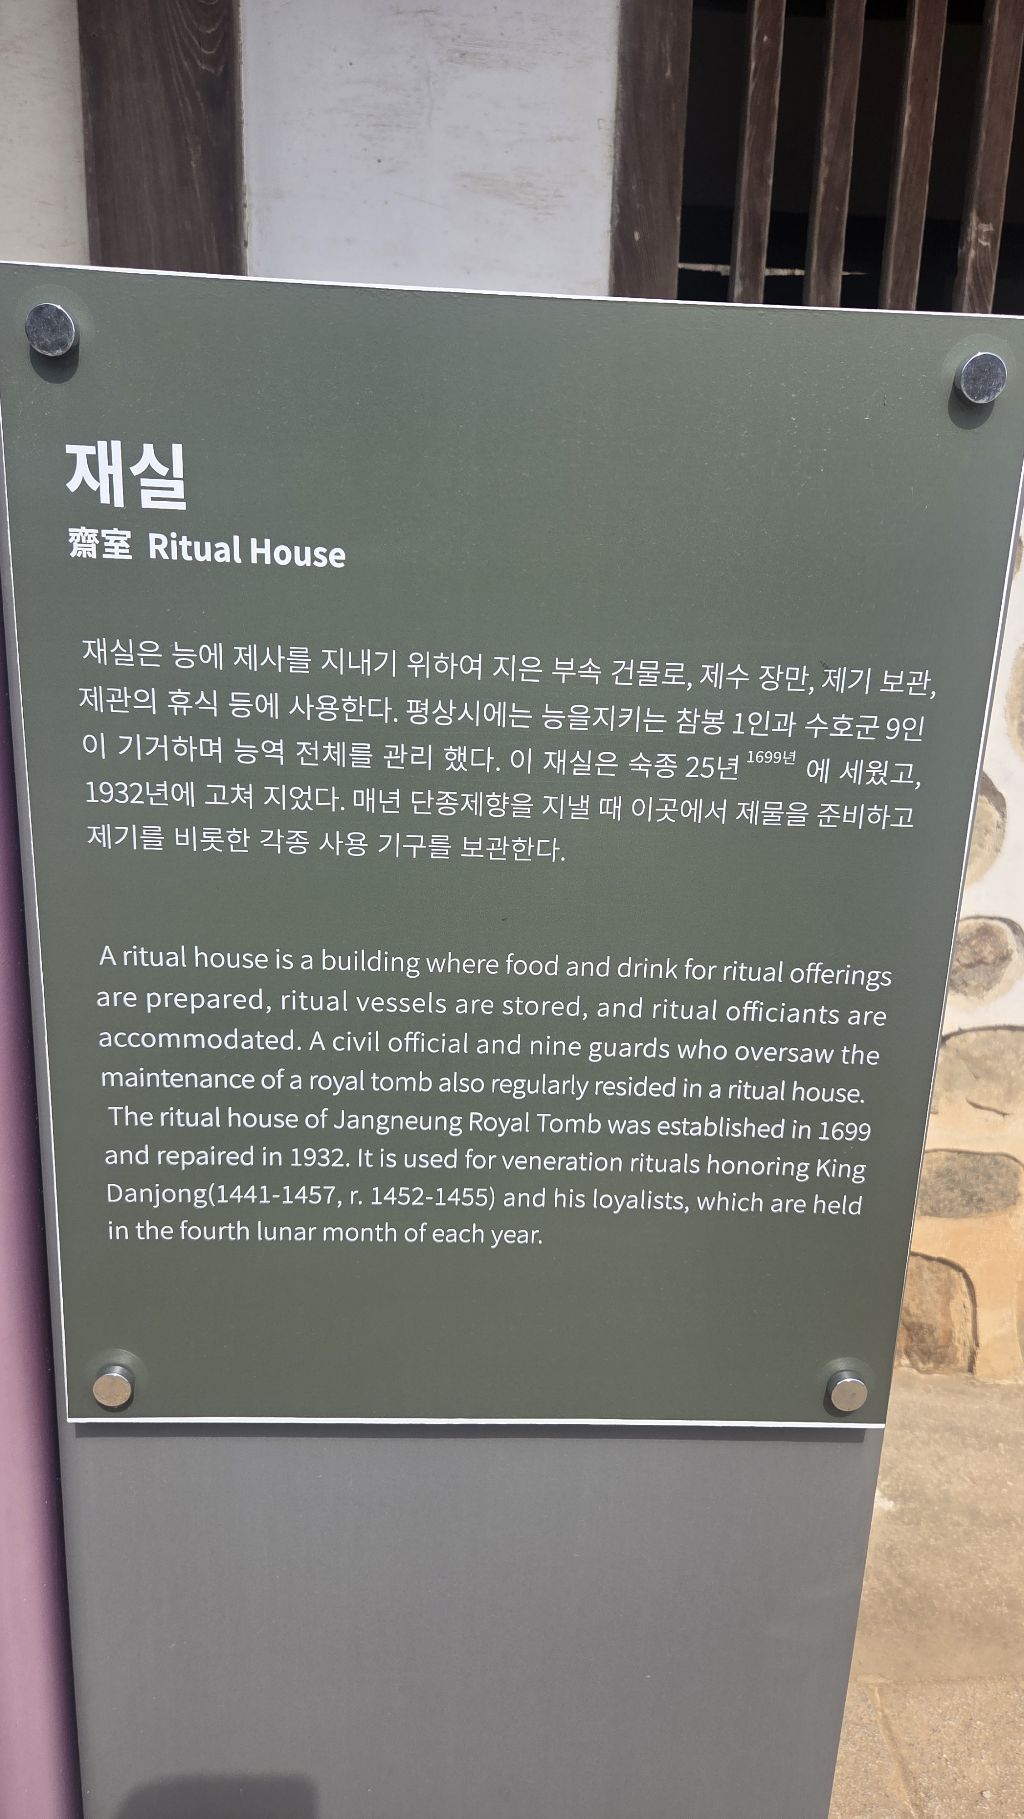 재실
齋室 Ritual House
재실은 능에 제사를 지내기 위하여 지은 부속 건물로, 제수 장만, 제기 보관,
제관의 휴식 등에 사용한다. 평상시에는 능을지키는 참봉 1인과 수호군 9인
이 기거하며 능역 전체를 관리 했다. 이 재실은 숙종 25년 1699년 에 세웠고,
1932년에 고쳐 지었다. 매년 단종제향을 지낼 때 이곳에서 제물을 준비하고
제기를 비롯한 각종 사용 기구를 보관한다.
A ritual house is a building where food and drink for ritual offerings
are prepared, ritual vessels are stored, and ritual officiants are
accommodated. A civil official and nine guards who oversaw the
maintenance of a royal tomb also regularly resided in a ritual house.
The ritual house of Jangneung Royal Tomb was established in 1699
and repaired in 1932. It is used for veneration rituals honoring King
Danjong(1441-1457, r. 1452-1455) and his loyalists, which are held
in the fourth lunar month of each year.